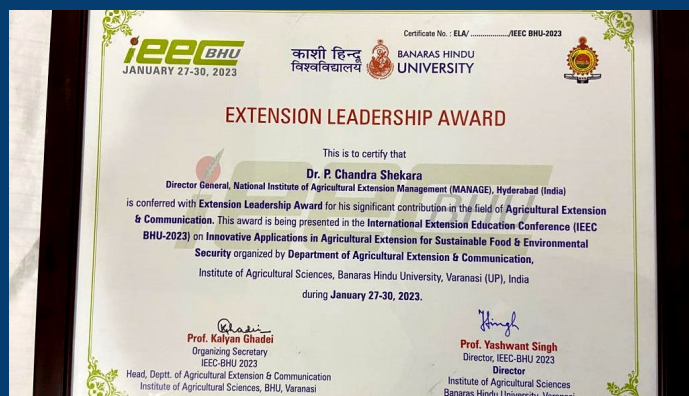 Certificate No. : ELA/ ................../IEEC BHU-2023
ieec BHU
JANUARY 27-30, 2023
काशी हिन्दू
विश्वविद्यालय
BANARAS HINDU
UNIVERSITY
EXTENSION LEADERSHIP AWARD
This is to certify that
Dr. P. Chandra Shekara
Director General, National Institute of Agricultural Extension Management (MANAGE), Hyderabad (India)
is conferred with Extension Leadership Award for his significant contribution in the field of Agricultural Extension
& Communication. This award is being presented in the International Extension Education Conference (IEEC
BHU-2023) on Innovative Applications in Agricultural Extension for Sustainable Food & Environmental
Security organized by Department of Agricultural Extension & Communication,
Institute of Agricultural Sciences, Banaras Hindu University, Varanasi (UP), India
during January 27-30, 2023.
Prof. Kalyan Ghadei
Organizing Secretary
IEEC-BHU 2023
Head, Deptt. of Agricultural Extension & Communication
Institute of Agricultural Sciences, BHU, Varanasi
Prof. Yashwant Singh
Director, IEEC-BHU 2023
Director
Institute of Agricultural Sciences
Banaras Hindu University, Varanasi